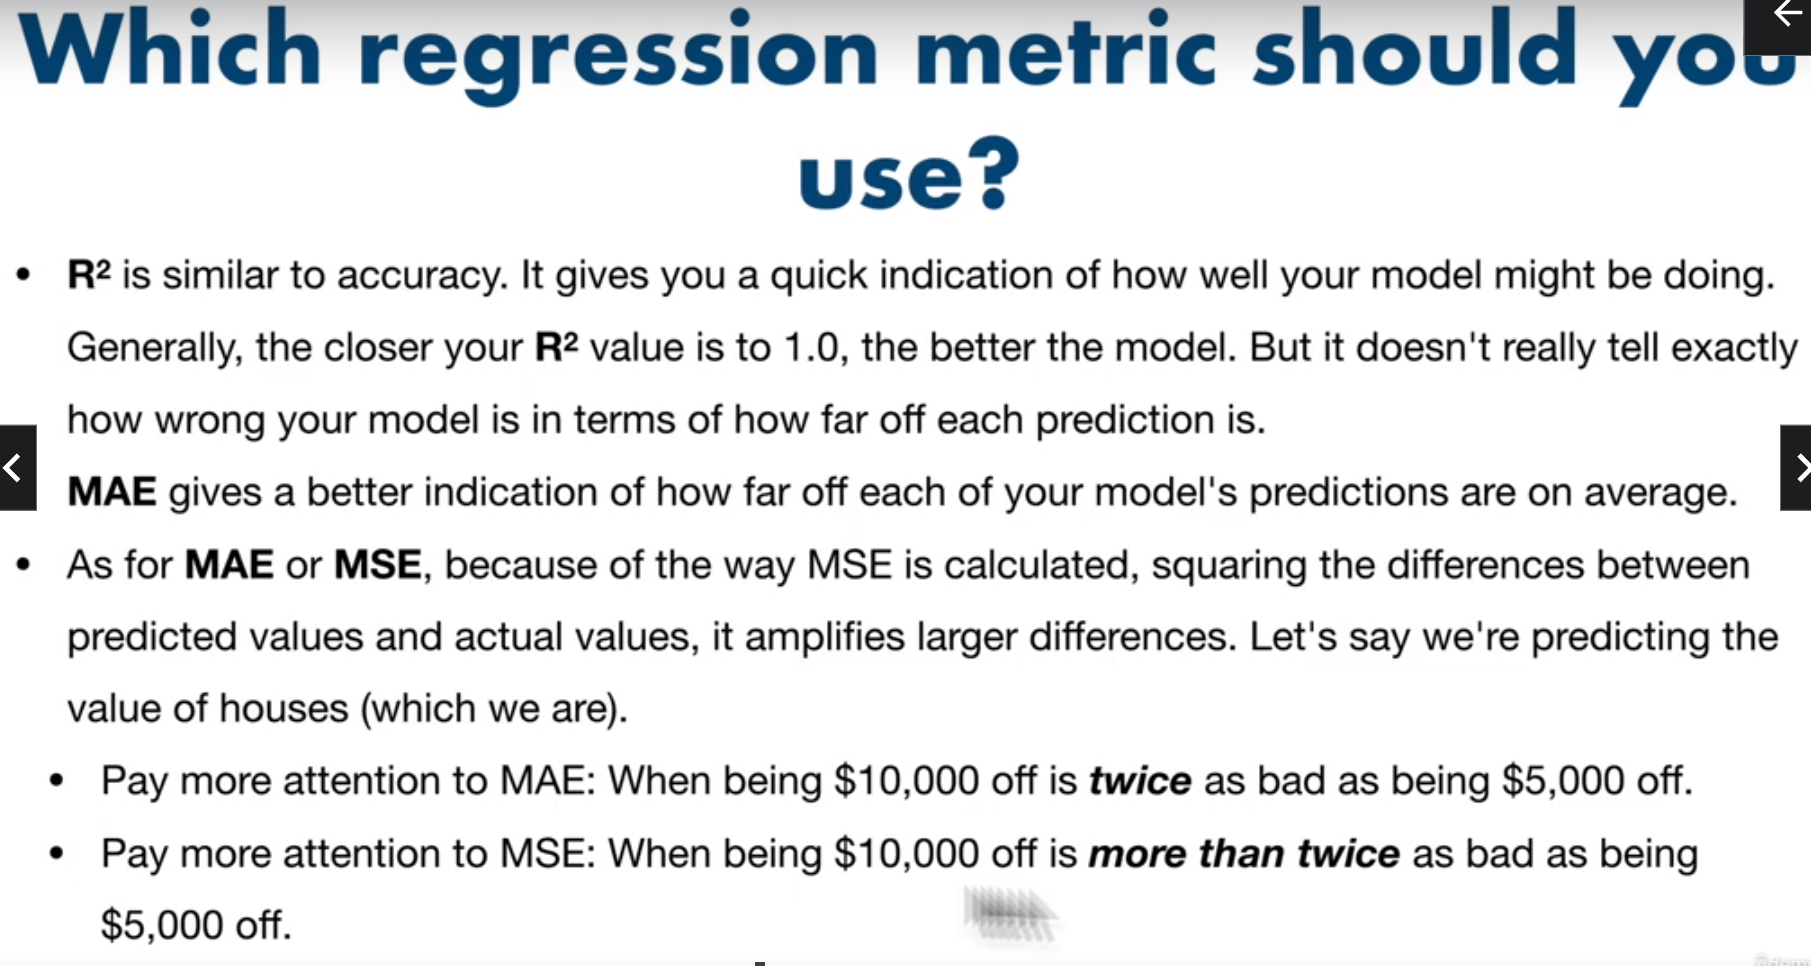 Which regression metric should you
use?
• R² is similar to accuracy. It gives you a quick indication of how well your model might be doing.
Generally, the closer your R² value is to 1.0, the better the model. But it doesn't really tell exactly
how wrong your model is in terms of how far off each prediction is.
MAE gives a better indication of how far off each of your model's predictions are on average.
• As for MAE or MSE, because of the way MSE is calculated, squaring the differences between
predicted values and actual values, it amplifies larger differences. Let's say we're predicting the
value of houses (which we are).
• Pay more attention to MAE: When being $10,000 off is twice as bad as being $5,000 off.
• Pay more attention to MSE: When being $10,000 off is more than twice as bad as being
$5,000 off.